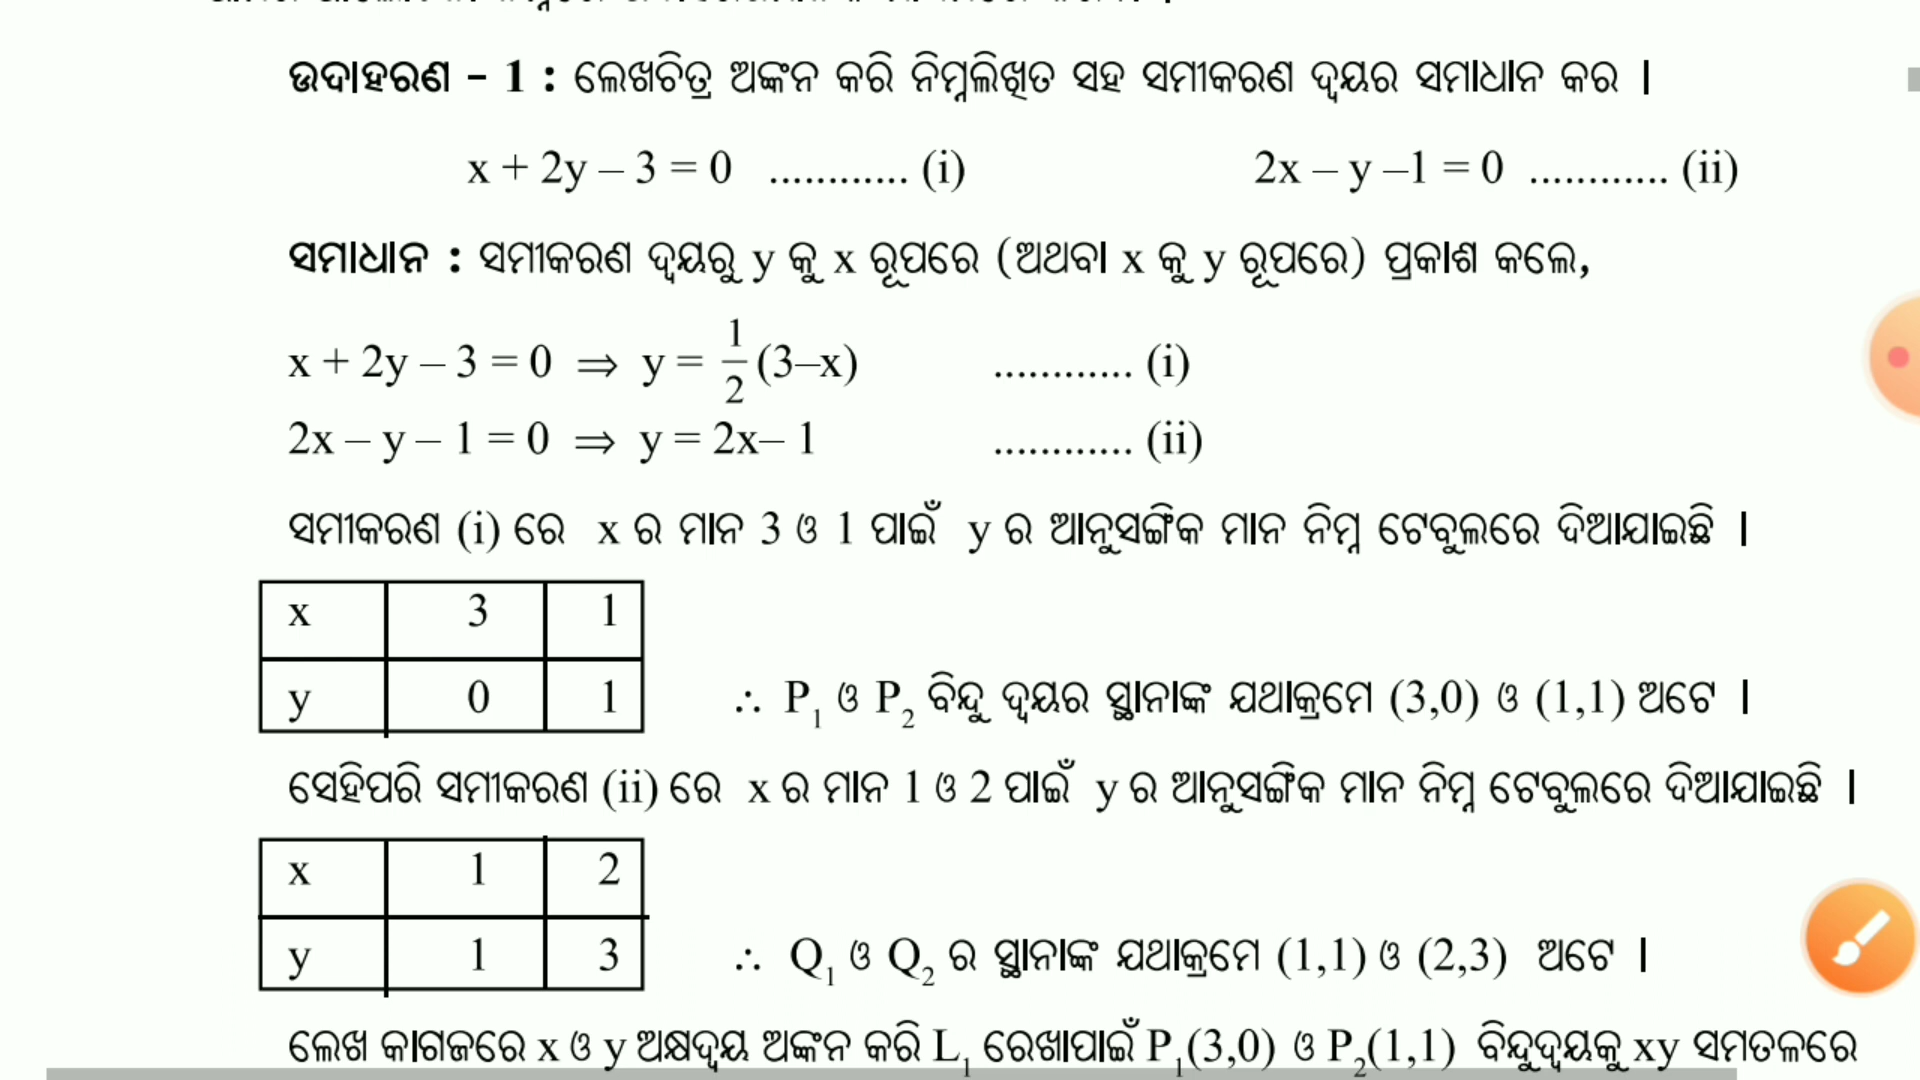 ଉଦାହରଣ – 1 : ଲେଖଚିତ୍ର ଅଙ୍କନ କରି ନିମ୍ନଲିଖିତ ସହ ସମୀକରଣ ଦ୍ୱୟର ସମାଧାନ କର ।
x + 2y – 3 = 0 ............ (i) 2x – y –1 = 0 ............ (ii)
ସମାଧାନ : ସମୀକରଣ ଦ୍ୱୟରୁ y କୁ x ରୂପରେ (ଅଥବା x କୁ y ରୂପରେ) ପ୍ରକାଶ କଲେ,
x + 2y – 3 = 0 ⇒ y = 1/2 (3–x) ............ (i)
2x – y – 1 = 0 ⇒ y = 2x– 1 ............ (ii)
ସମୀକରଣ (i) ରେ x ର ମାନ 3 ଓ 1 ପାଇଁ y ର ଆନୁସଙ୍ଗିକ ମାନ ନିମ୍ନ ଟେବୁଲରେ ଦିଆଯାଇଛି ।
x 3 1
y 0 1 ∴ P₁ ଓ P₂ ବିନ୍ଦୁ ଦ୍ୱୟର ସ୍ଥାନାଙ୍କ ଯଥାକ୍ରମେ (3,0) ଓ (1,1) ଅଟେ ।
ସେହିପରି ସମୀକରଣ (ii) ରେ x ର ମାନ 1 ଓ 2 ପାଇଁ y ର ଆନୁସଙ୍ଗିକ ମାନ ନିମ୍ନ ଟେବୁଲରେ ଦିଆଯାଇଛି ।
x 1 2
y 1 3 ∴ Q₁ ଓ Q₂ ର ସ୍ଥାନାଙ୍କ ଯଥାକ୍ରମେ (1,1) ଓ (2,3) ଅଟେ ।
ଲେଖ କାଗଜରେ x ଓ y ଅକ୍ଷଦ୍ୱୟ ଅଙ୍କନ କରି L₁ ରେଖାପାଇଁ P₁(3,0) ଓ P₂(1,1) ବିନ୍ଦୁଦ୍ୱୟକୁ xy ସମତଳରେ